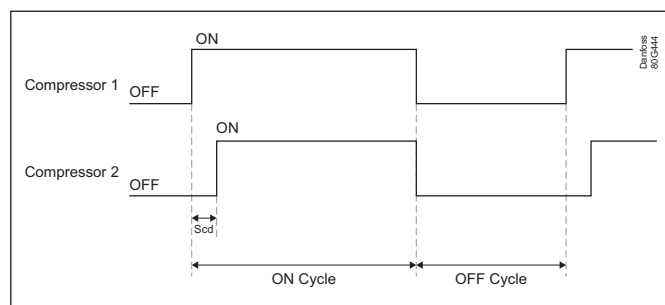 ON
Danfoss
80G444
Compressor 1
OFF
ON
Compressor 2
OFF
Scd
ON Cycle
OFF Cycle